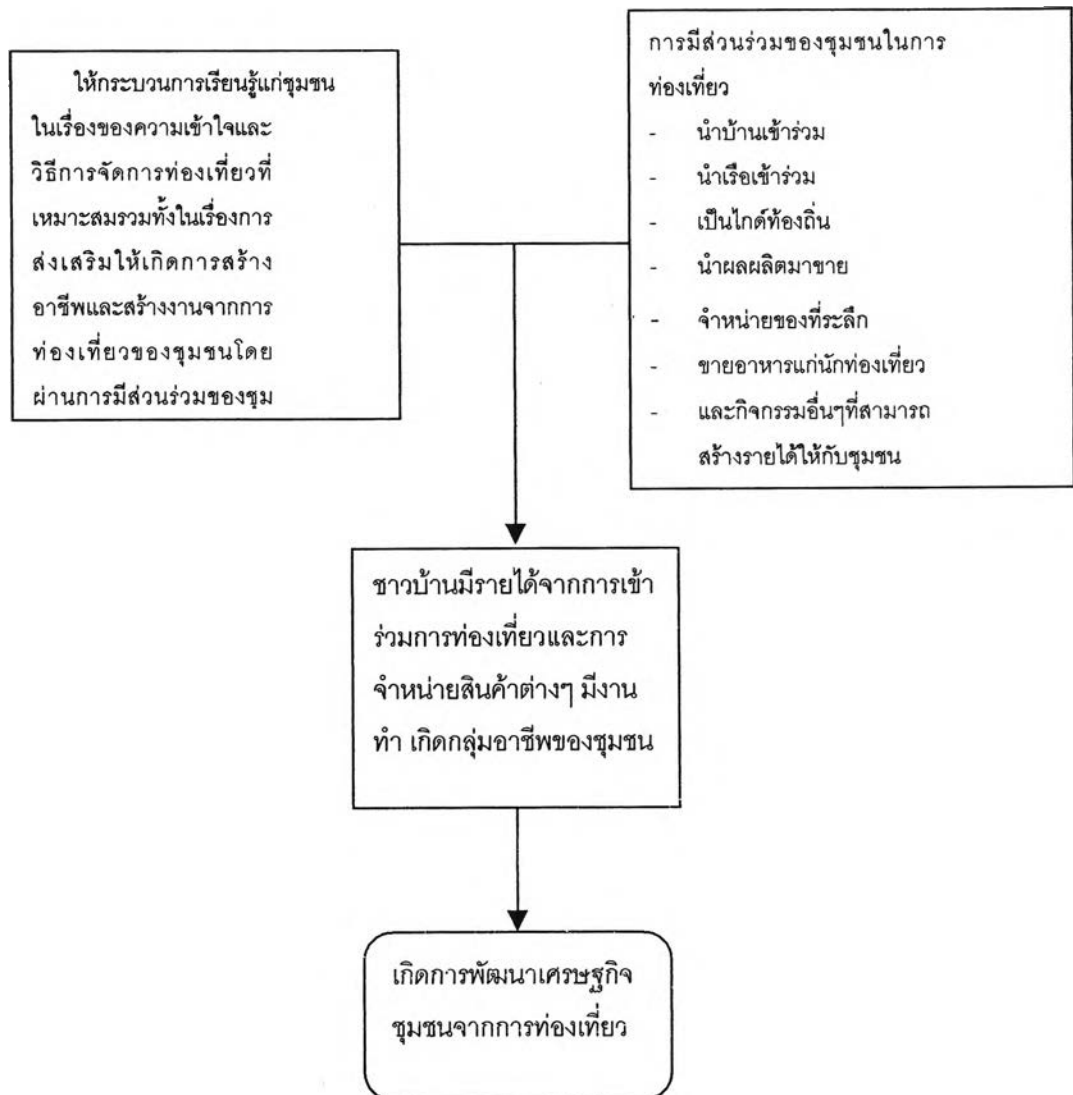 ให้กระบวนการเรียนรู้แก่ชุมชน
ในเรื่องของความเข้าใจและ
วิธีการจัดการท่องเที่ยวที่
เหมาะสมรวมทั้งในเรื่องการ
ส่งเสริมให้เกิดการสร้าง
อาชีพและสร้างงานจากการ
ท่องเที่ยวของชุมชนโดย
ผ่านการมีส่วนร่วมของชุม
การมีส่วนร่วมของชุมชนในการ
ท่องเที่ยว
- นำบ้านเข้าร่วม
- นำเรือเข้าร่วม
- เป็นไกด์ท้องถิ่น
- นำผลผลิตมาขาย
- จำหน่ายของที่ระลึก
- ขายอาหารแก่นักท่องเที่ยว
- และกิจกรรมอื่นๆที่สามารถ
สร้างรายได้ให้กับชุมชน
ชาวบ้านมีรายได้จากการเข้า
ร่วมการท่องเที่ยวและการ
จำหน่ายสินค้าต่างๆ มีงาน
ทำ เกิดกลุ่มอาชีพของชุมชน
เกิดการพัฒนาเศรษฐกิจ
ชุมชนจากการท่องเที่ยว